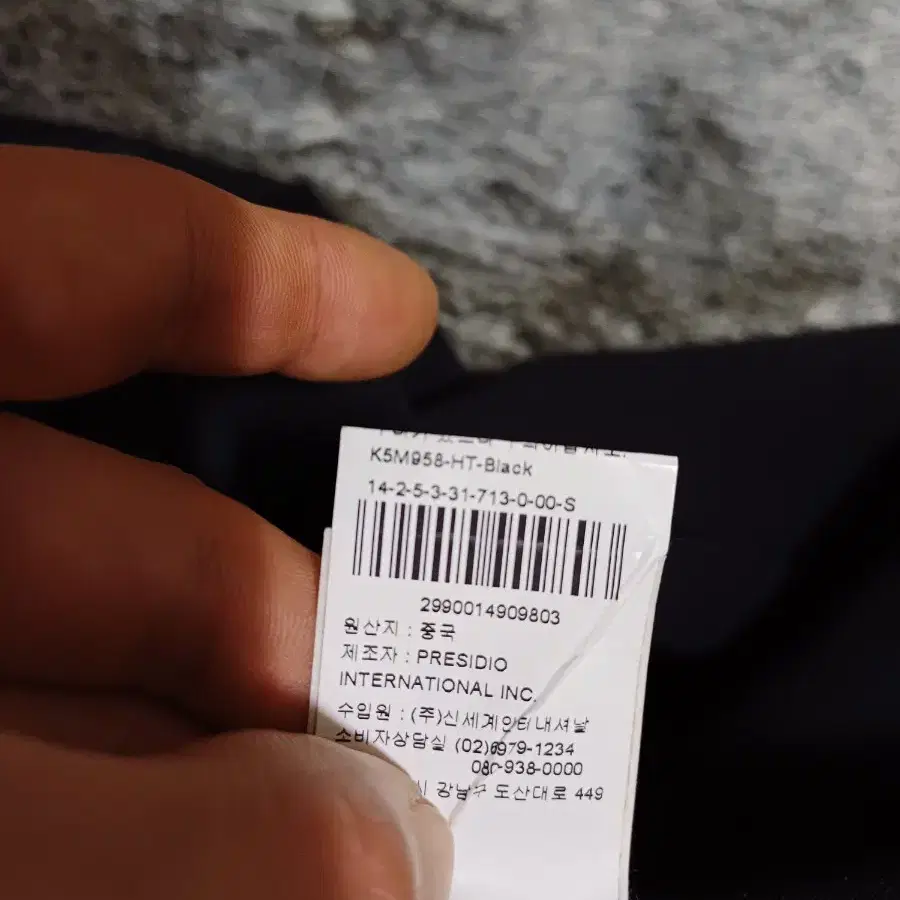 K5M958-HT-Black
14-2-5-3-31-713-0-00-S
2990014909803
원산지 : 중국
제조자 : PRESIDIO
INTERNATIONAL INC.
수입원 : (주)신세계인터내셔날
소비자상담실 (02)6979-1234
080-938-0000
시 강남구 도산대로 449